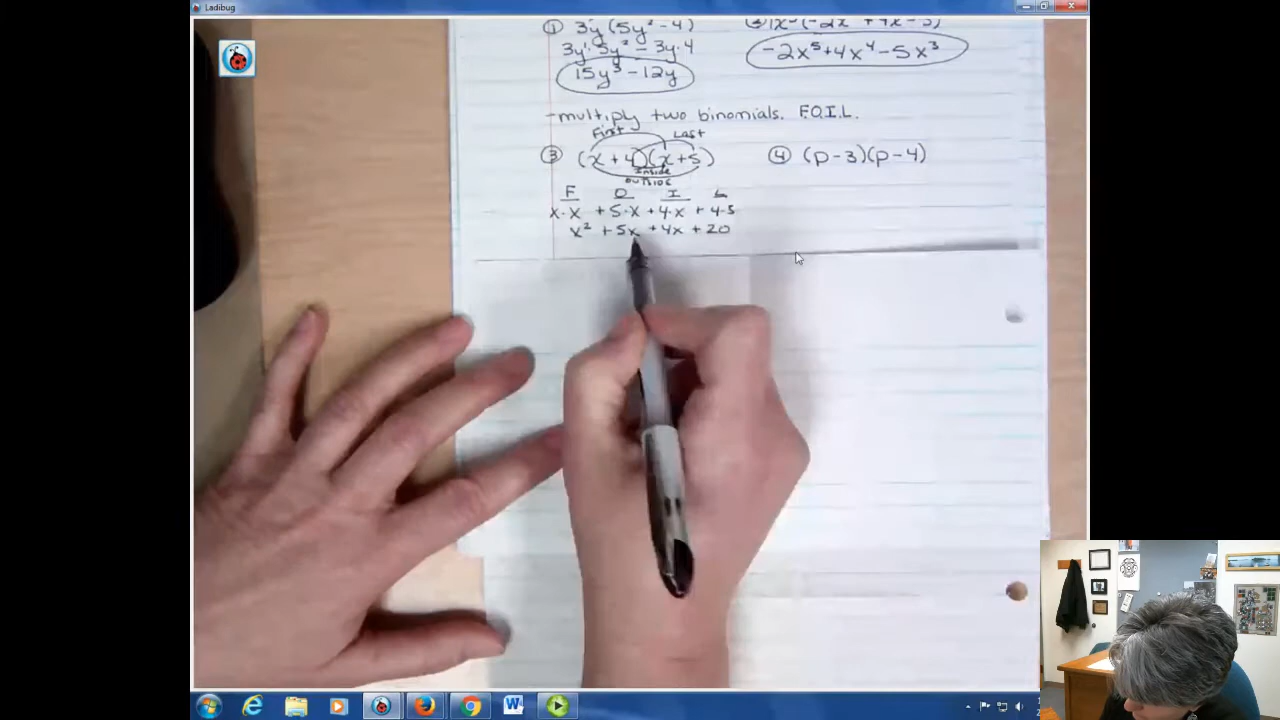 Ladibug
① 3y(5y² - 4)
3y·5y² - 3y·4
15y³ - 12y
-2x⁵+4x⁴-5x³
-multiply two binomials. F.O.I.L.
First Last
③ (x+4)(x+5)
Inside
outside
F O I L
x·x +5·x +4·x + 4·5
x² +5x +4x +20
④ (p-3)(p-4)